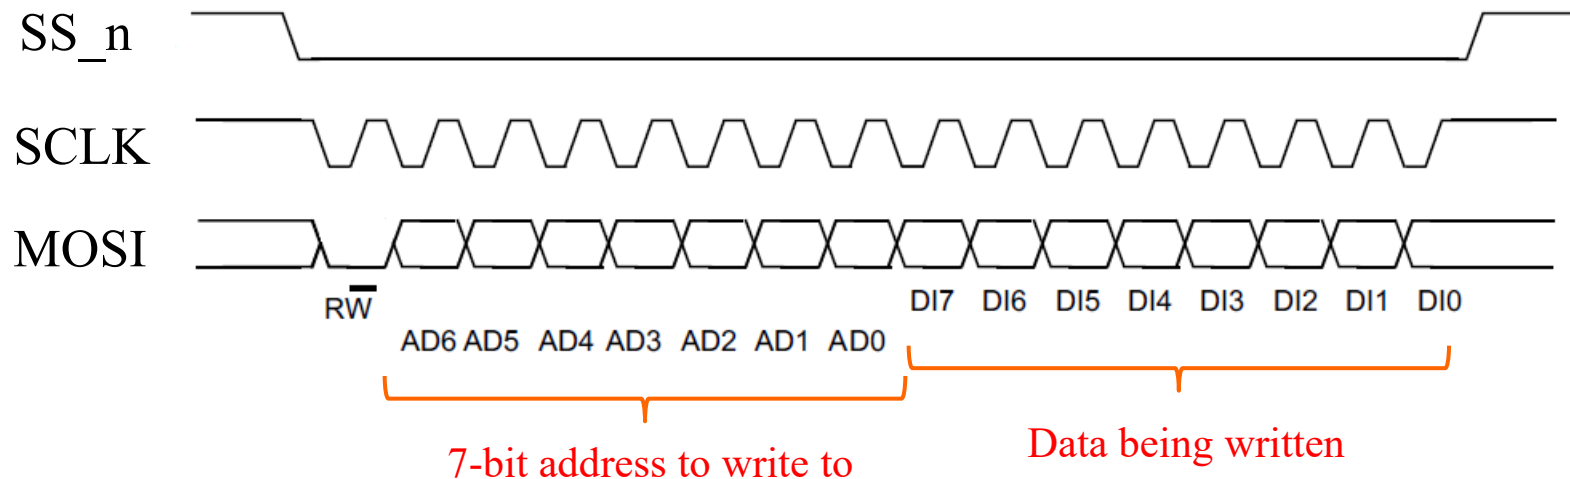 SS_n
SCLK
MOSI
RW̅
DI7 DI6 DI5 DI4 DI3 DI2 DI1 DI0
AD6 AD5 AD4 AD3 AD2 AD1 AD0
7-bit address to write to
Data being written